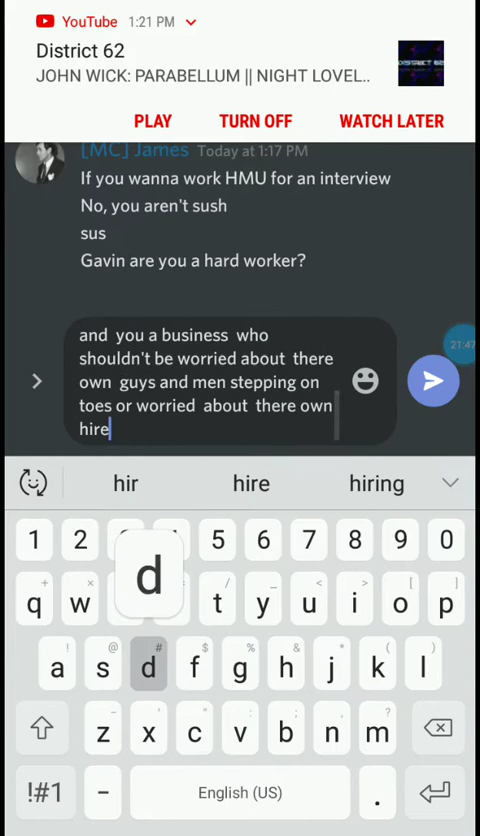 YouTube 1:21 PM
District 62
JOHN WICK: PARABELLUM || NIGHT LOVEL..
DISTRICT 62
PLAY TURN OFF WATCH LATER
[MC] James Today at 1:17 PM
If you wanna work HMU for an interview
No, you aren't sush
sus
Gavin are you a hard worker?
and you a business who
shouldn't be worried about there
own guys and men stepping on
toes or worried about there own
hire
21:47
hir hire hiring
1 2 5 6 7 8 9 0
d
+ × / _ < > [ ]
q w t y u i o p
! @ # $ % ^ & * ( )
a s d f g h j k l
z x c v b n m ?
!#1 - English (US) .